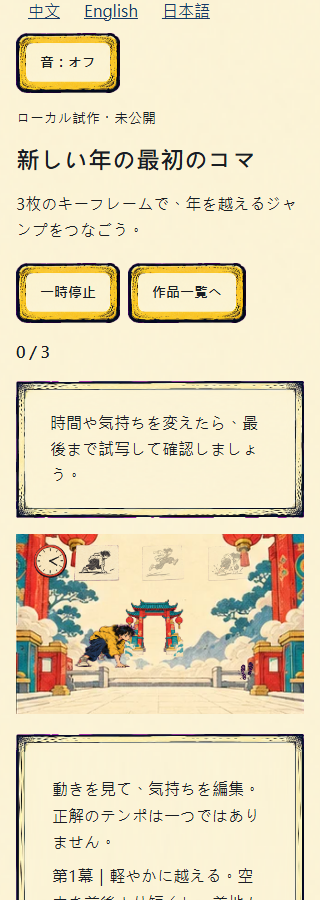 中文 English 日本語
音：オフ
ローカル試作・未公開
新しい年の最初のコマ
3枚のキーフレームで、年を越えるジャ
ンプをつなごう。
一時停止 作品一覧へ
0 / 3
時間や気持ちを変えたら、最
後まで試写して確認しましょ
う。
動きを見て、気持ちを編集。
正解のテンポは一つではあり
ません。
第1幕｜軽やかに越える。空